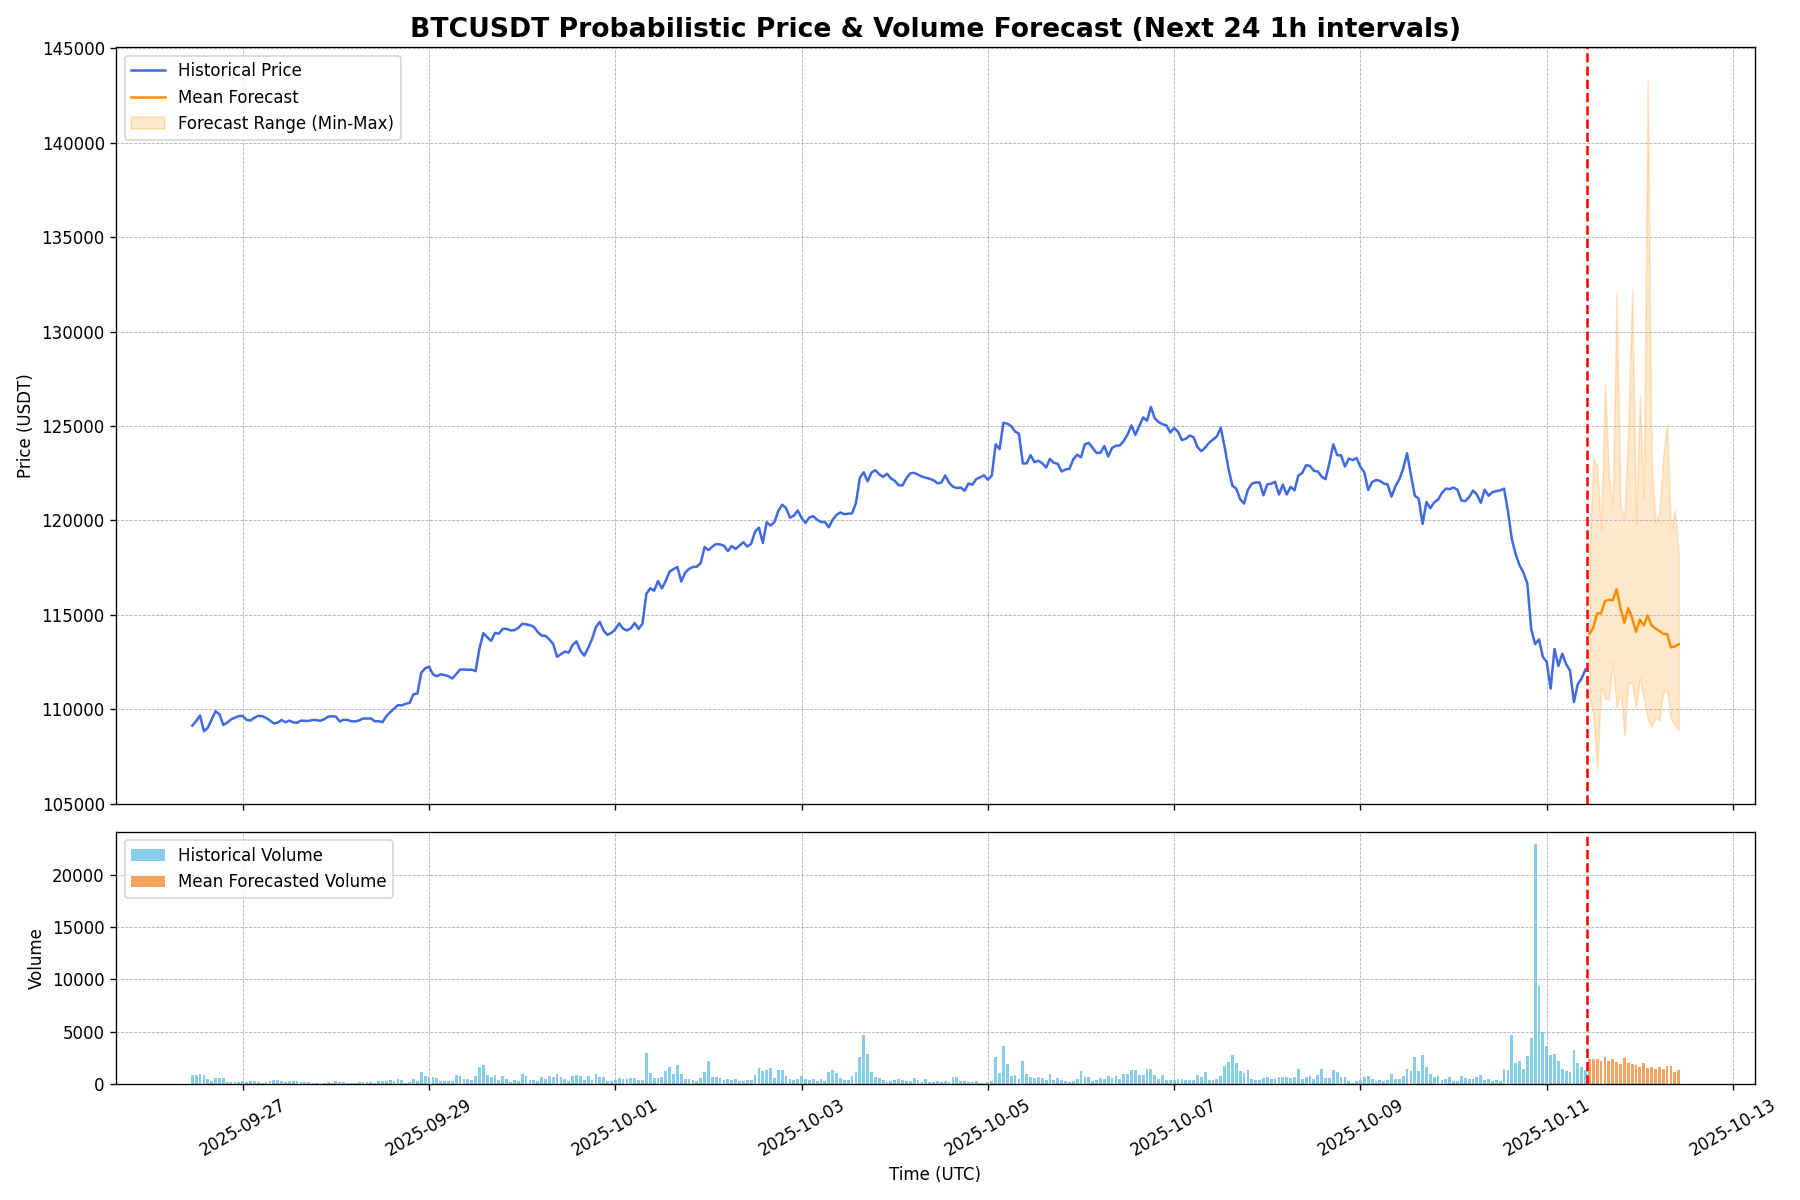 BTCUSDT Probabilistic Price & Volume Forecast (Next 24 1h intervals)
Historical Price
Mean Forecast
Forecast Range (Min-Max)
Price (USDT)
145000
140000
135000
130000
125000
120000
115000
110000
105000
Historical Volume
Mean Forecasted Volume
Volume
20000
15000
10000
5000
0
2025-09-27
2025-09-29
2025-10-01
2025-10-03
2025-10-05
2025-10-07
2025-10-09
2025-10-11
2025-10-13
Time (UTC)